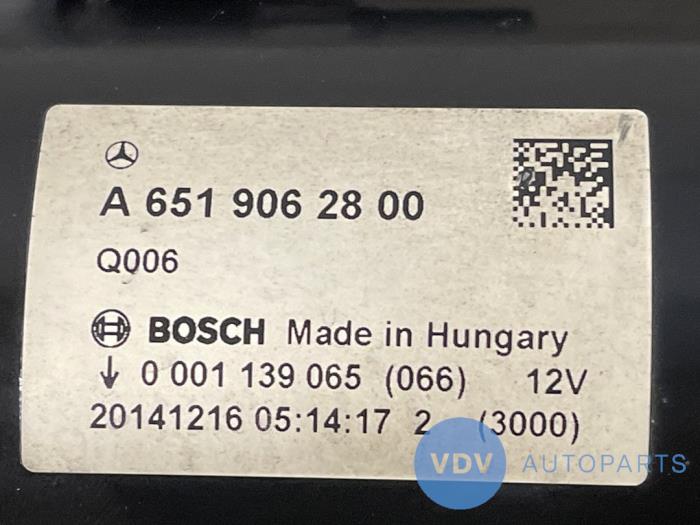 A 651 906 28 00
Q006
BOSCH Made in Hungary
↓ 0 001 139 065 (066) 12V
20141216 05:14:17 2 (3000)
VDV AUTOPARTS